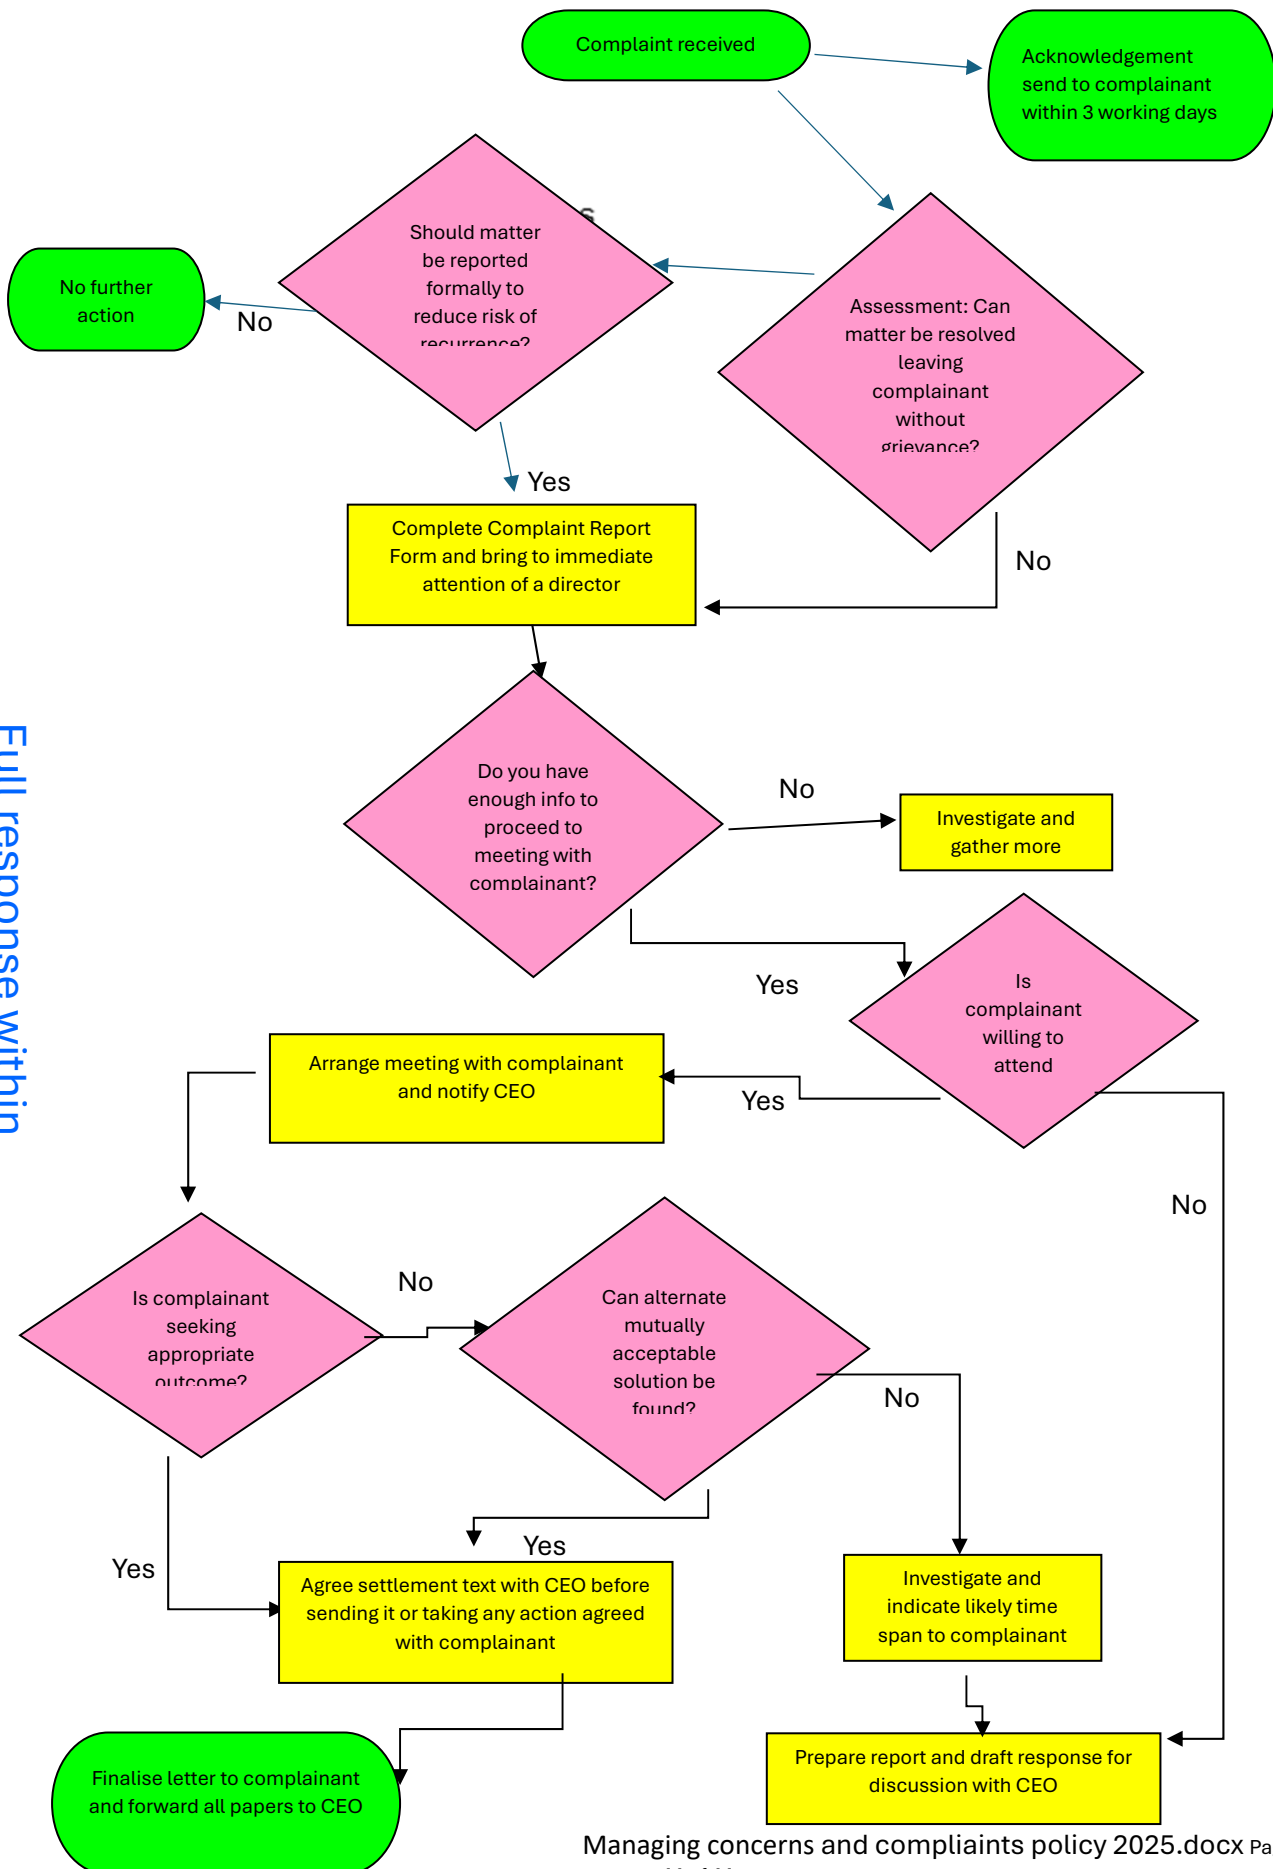 Complaint received
Acknowledgement
send to complainant
within 3 working days
Should matter
be reported
formally to
reduce risk of
recurrence?
s
No further
action
No
Assessment: Can
matter be resolved
leaving
complainant
without
grievance?
Yes
Complete Complaint Report
Form and bring to immediate
attention of a director
No
Full response within
Do you have
enough info to
proceed to
meeting with
complainant?
No
Investigate and
gather more
Yes
Is
complainant
willing to
attend
Arrange meeting with complainant
and notify CEO
Yes
No
Is complainant
seeking
appropriate
outcome?
No
Can alternate
mutually
acceptable
solution be
found?
No
Yes
Yes
Agree settlement text with CEO before
sending it or taking any action agreed
with complainant
Investigate and
indicate likely time
span to complainant
Finalise letter to complainant
and forward all papers to CEO
Prepare report and draft response for
discussion with CEO
Managing concerns and compliaints policy 2025.docx Pa